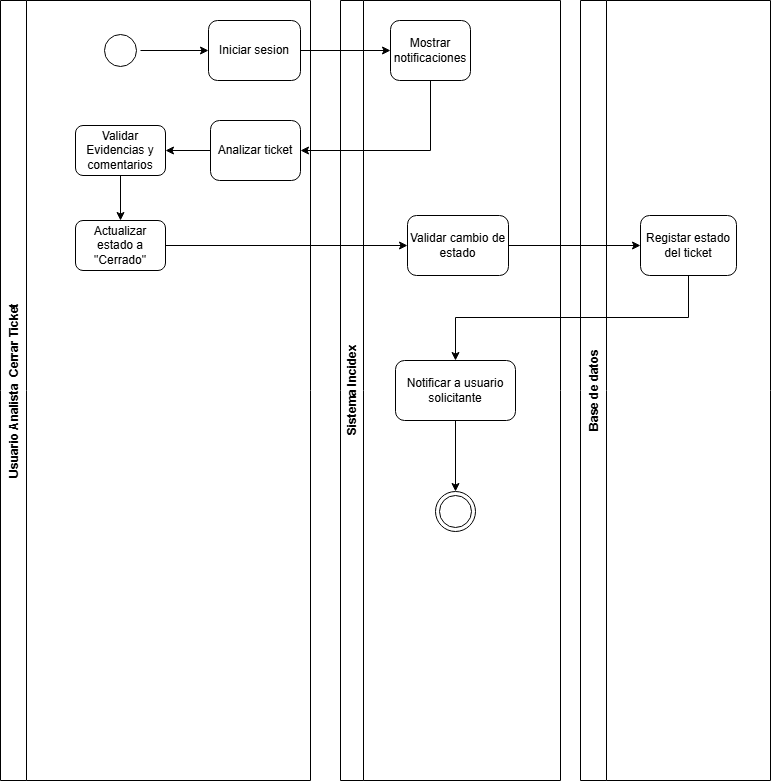 Usuario Analista Cerrar Ticket
Iniciar sesion
Sistema Incidex
Mostrar
notificaciones
Base de datos
Validar
Evidencias y
comentarios
Analizar ticket
Actualizar
estado a
"Cerrado"
Validar cambio de
estado
Registar estado
del ticket
Notificar a usuario
solicitante